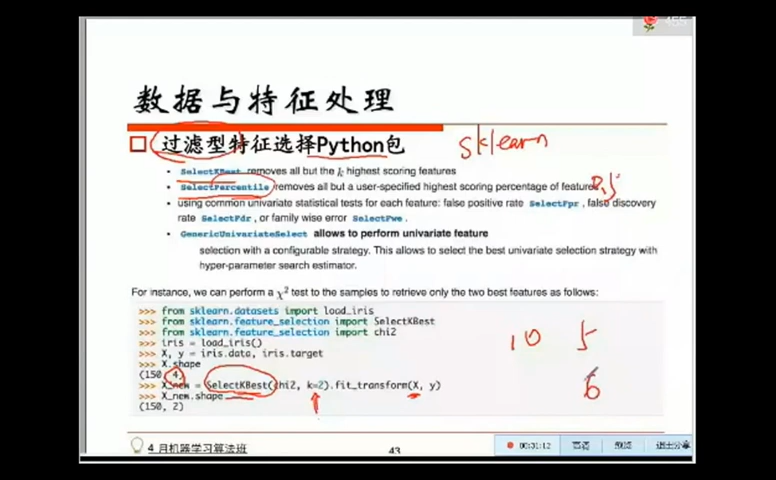 数据与特征处理
过滤型特征选择Python包
sklearn
SelectKBest removes all but the k highest scoring features
SelectPercentile removes all but a user-specified highest scoring percentage of features
using common univariate statistical tests for each feature: false positive rate SelectFpr, false discovery
rate SelectFdr, or family wise error SelectFwe.
GenericUnivariateSelect allows to perform univariate feature
selection with a configurable strategy. This allows to select the best univariate selection strategy with
hyper-parameter search estimator.
For instance, we can perform a χ² test to the samples to retrieve only the two best features as follows:
>>> from sklearn.datasets import load_iris
>>> from sklearn.feature_selection import SelectKBest
>>> from sklearn.feature_selection import chi2
>>> iris = load_iris()
>>> X, y = iris.data, iris.target
>>> X.shape
(150, 4)
>>> X_new = SelectKBest(chi2, k=2).fit_transform(X, y)
>>> X_new.shape
(150, 2)
10 5
6
4 月机器学习算法班
43
00:31:12
退出分享